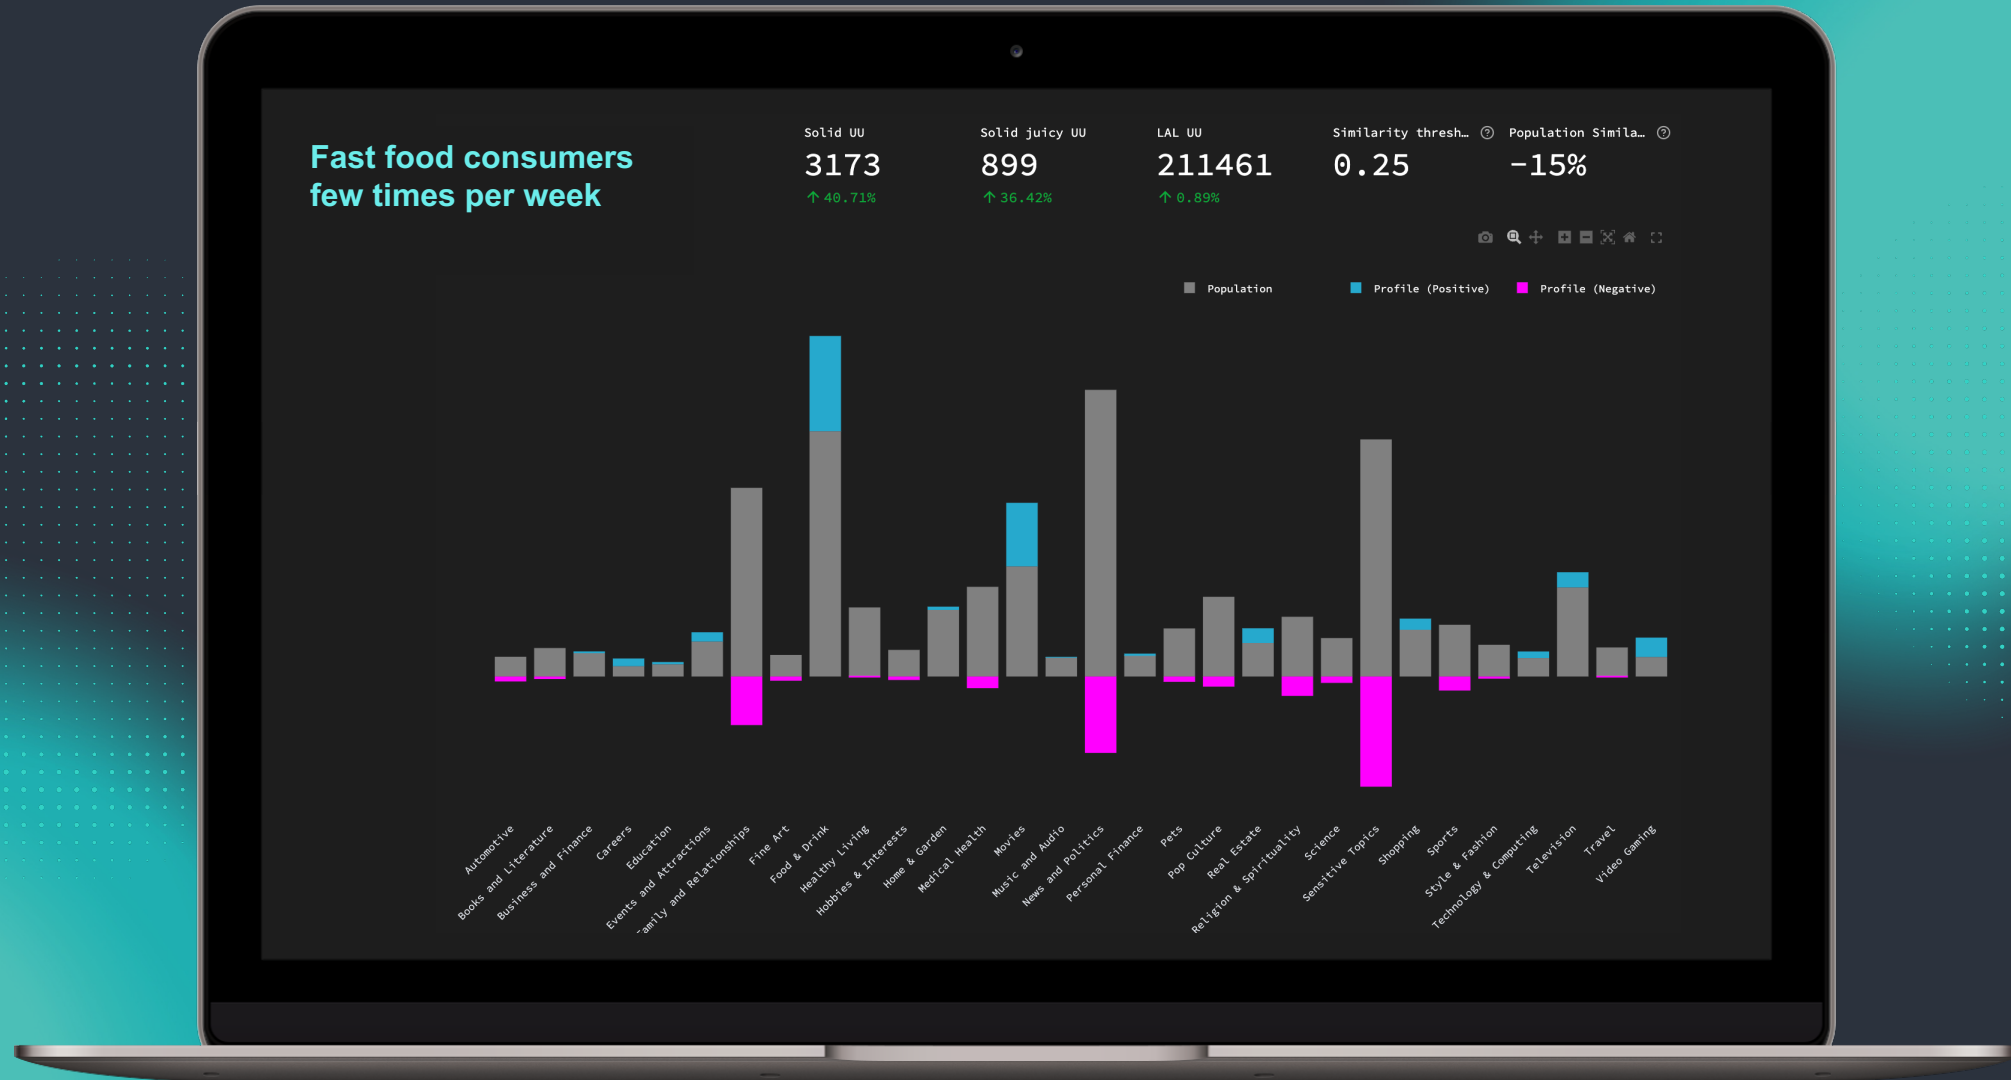 Fast food consumers
few times per week
Solid UU
3173
↑ 40.71%
Solid juicy UU
899
↑ 36.42%
LAL UU
211461
↑ 0.89%
Similarity thresh…
0.25
Population Simila…
-15%
Population
Profile (Positive)
Profile (Negative)
Automotive
Books and Literature
Business and Finance
Careers
Education
Events and Attractions
amily and Relationships
Fine Art
Food & Drink
Healthy Living
Hobbies & Interests
Home & Garden
Medical Health
Movies
Music and Audio
News and Politics
Personal Finance
Pets
Pop Culture
Real Estate
Religion & Spirituality
Science
Sensitive Topics
Shopping
Sports
Style & Fashion
Technology & Computing
Television
Travel
Video Gaming